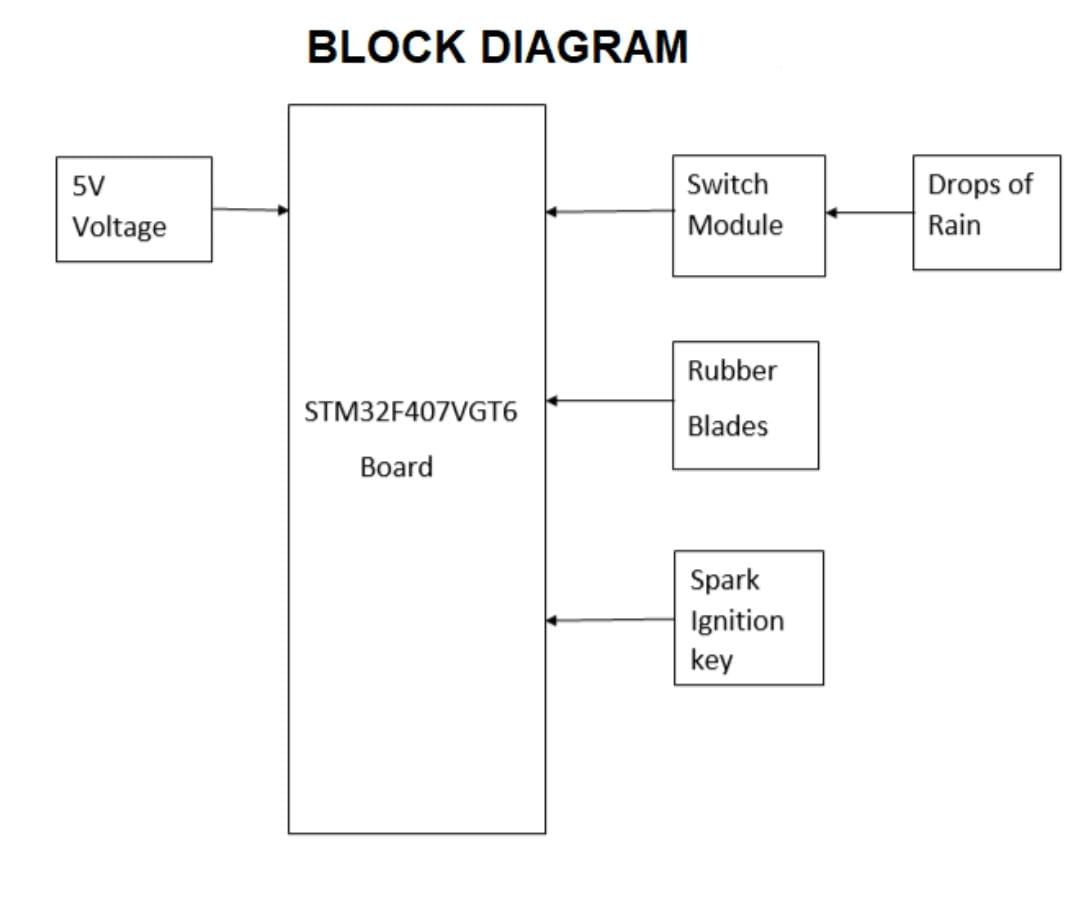 BLOCK DIAGRAM
5V
Voltage
STM32F407VGT6
Board
Switch
Module
Drops of
Rain
Rubber
Blades
Spark
Ignition
key